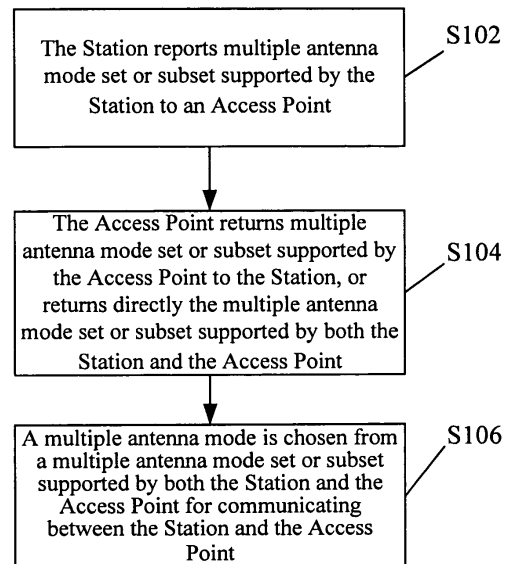 The Station reports multiple antenna
mode set or subset supported by the
Station to an Access Point
S102
The Access Point returns multiple
antenna mode set or subset supported by
the Access Point to the Station, or
returns directly the multiple antenna
mode set or subset supported by both the
Station and the Access Point
S104
A multiple antenna mode is chosen from
a multiple antenna mode set or subset
supported by both the Station and the
Access Point for communicating
between the Station and the Access
Point
S106